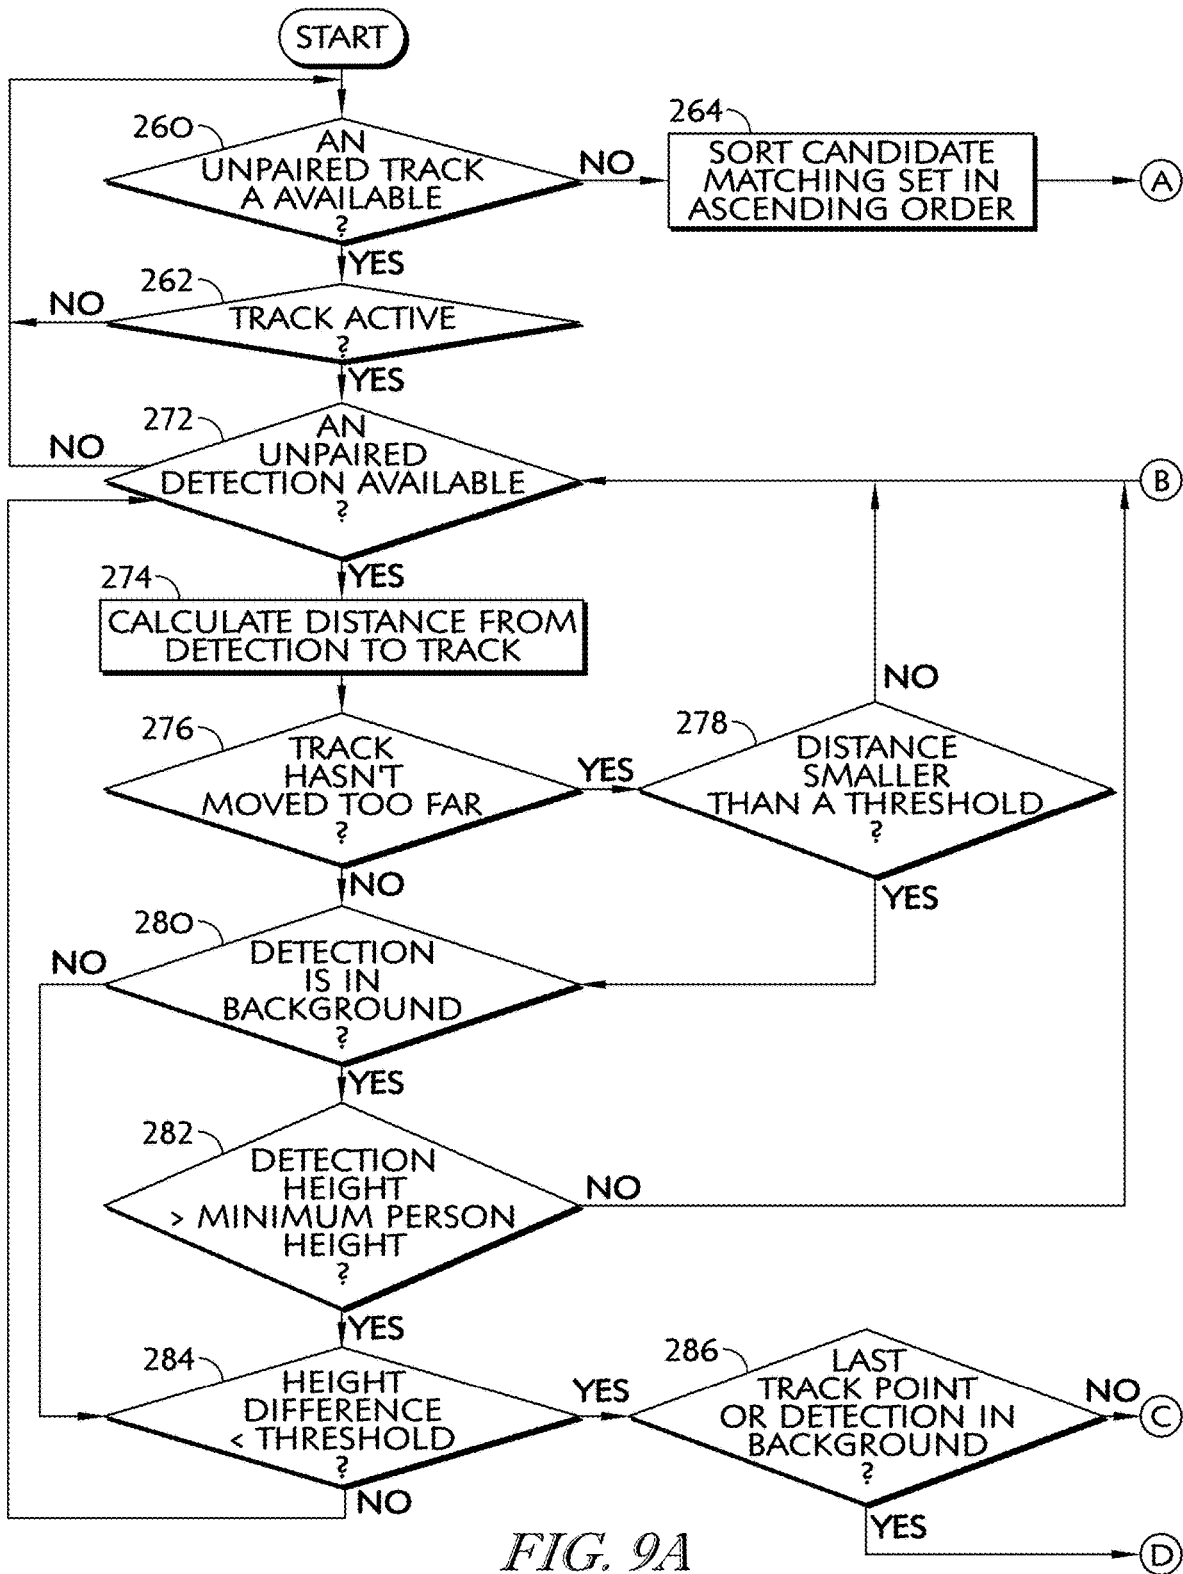 START
260
AN
UNPAIRED TRACK
A AVAILABLE
?
NO
264
SORT CANDIDATE
MATCHING SET IN
ASCENDING ORDER
A
YES
262
NO
TRACK ACTIVE
?
YES
272
NO
AN
UNPAIRED
DETECTION AVAILABLE
?
B
YES
274
CALCULATE DISTANCE FROM
DETECTION TO TRACK
276
TRACK
HASN'T
MOVED TOO FAR
?
YES
278
NO
DISTANCE
SMALLER
THAN A THRESHOLD
?
YES
NO
280
NO
DETECTION
IS IN
BACKGROUND
?
YES
282
DETECTION
HEIGHT
> MINIMUM PERSON
HEIGHT
?
NO
YES
284
HEIGHT
DIFFERENCE
< THRESHOLD
?
YES
NO
286
LAST
TRACK POINT
OR DETECTION IN
BACKGROUND
?
NO
C
YES
D
FIG. 9A